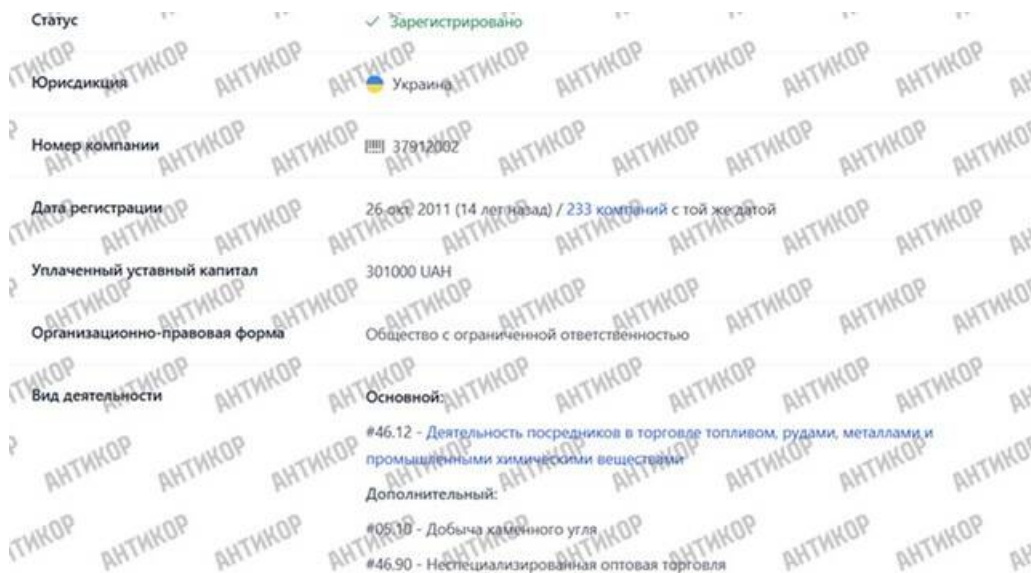 Статус
✓ Зарегистрировано
Юрисдикция
Украина
Номер компании
37912002
Дата регистрации
26 окт. 2011 (14 лет назад) / 233 компаний с той же датой
Уплаченный уставный капитал
301000 UAH
Организационно-правовая форма
Общество с ограниченной ответственностью
Вид деятельности
Основной:
#46.12 - Деятельность посредников в торговле топливом, рудами, металлами и
промышленными химическими веществами
Дополнительный:
#05.10 - Добыча каменного угля
#46.90 - Неспециализированная оптовая торговля
АНТИКОР